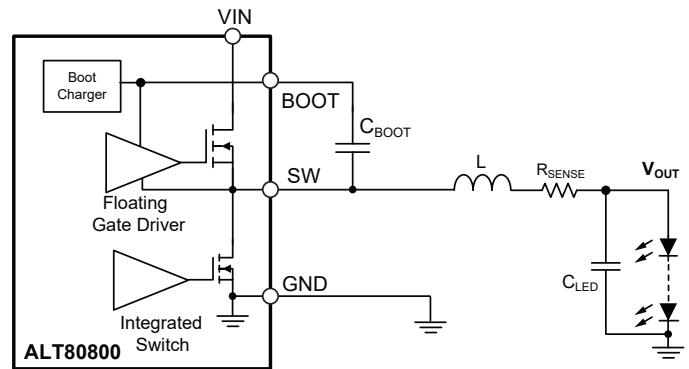 VIN
Boot
Charger
BOOT
C_BOOT
SW
L
R_SENSE
V_OUT
Floating
Gate Driver
C_LED
GND
Integrated
Switch
ALT80800